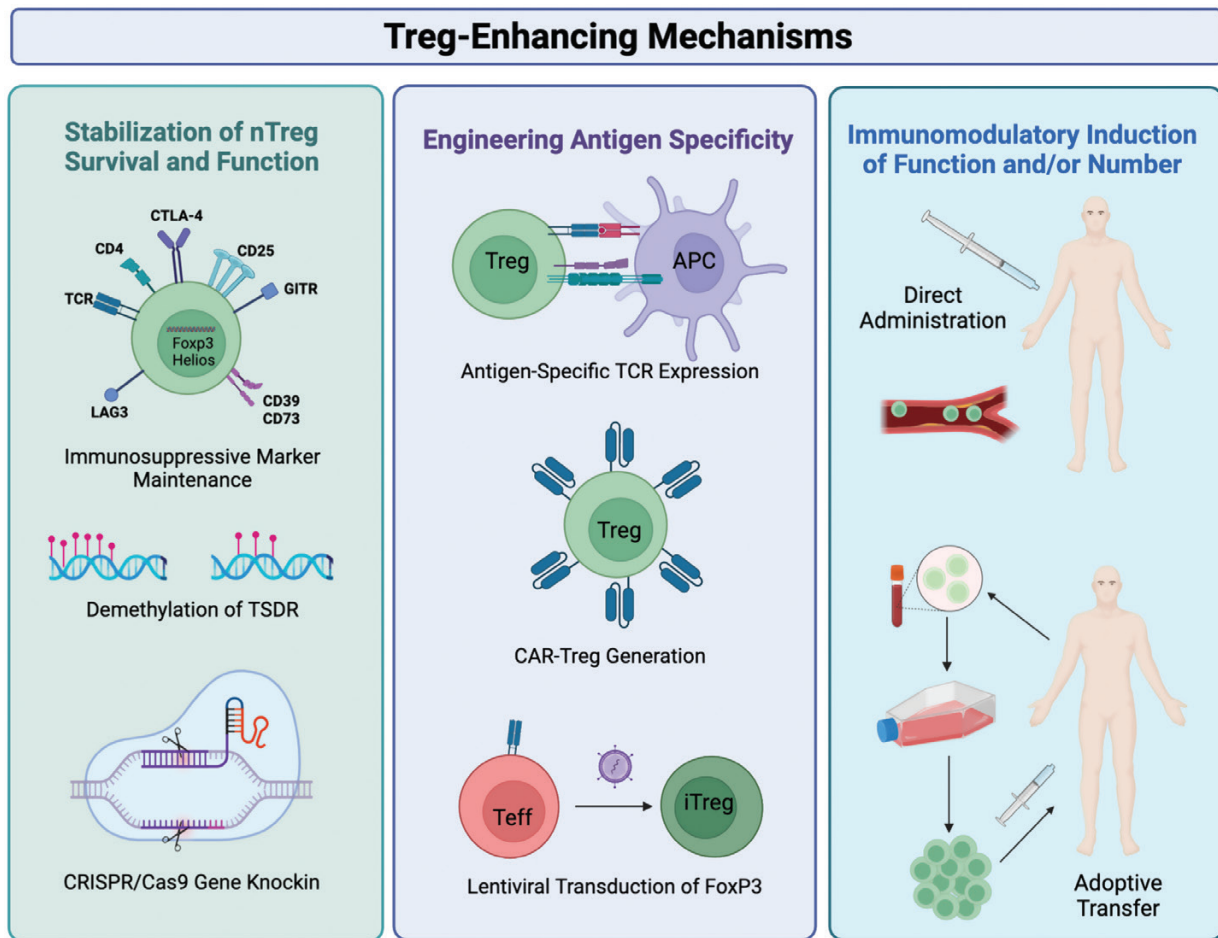 Treg-Enhancing Mechanisms
Stabilization of nTreg
Survival and Function
CTLA-4
CD4
CD25
TCR
GITR
Foxp3
Helios
LAG3
CD39
CD73
Immunosuppressive Marker
Maintenance
Demethylation of TSDR
CRISPR/Cas9 Gene Knockin
Engineering Antigen Specificity
Treg
APC
Antigen-Specific TCR Expression
Treg
CAR-Treg Generation
Teff
iTreg
Lentiviral Transduction of FoxP3
Immunomodulatory Induction
of Function and/or Number
Direct
Administration
Adoptive
Transfer